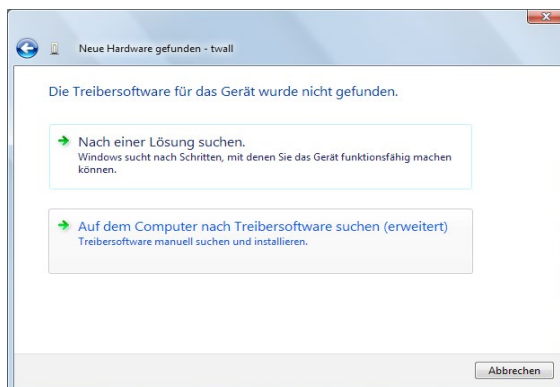 Neue Hardware gefunden - twall
Die Treibersoftware für das Gerät wurde nicht gefunden.
Nach einer Lösung suchen.
Windows sucht nach Schritten, mit denen Sie das Gerät funktionsfähig machen
können.
Auf dem Computer nach Treibersoftware suchen (erweitert)
Treibersoftware manuell suchen und installieren.
Abbrechen